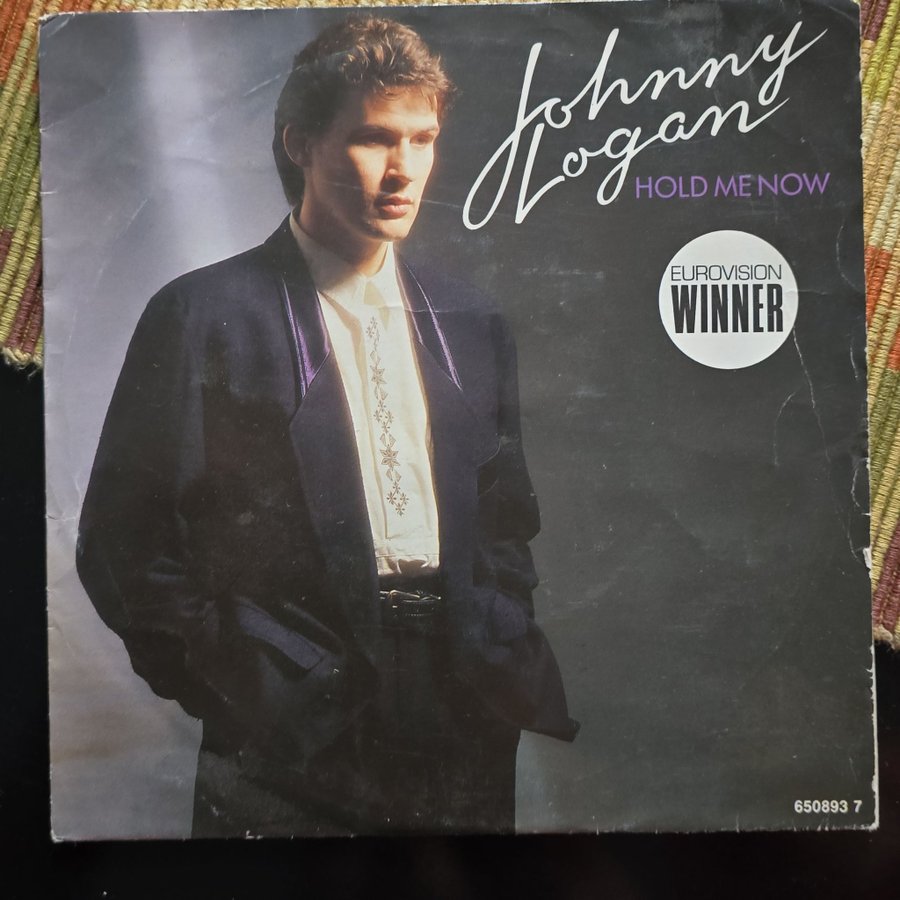 Johnny
Logan
HOLD ME NOW
EUROVISION
WINNER
650893 7